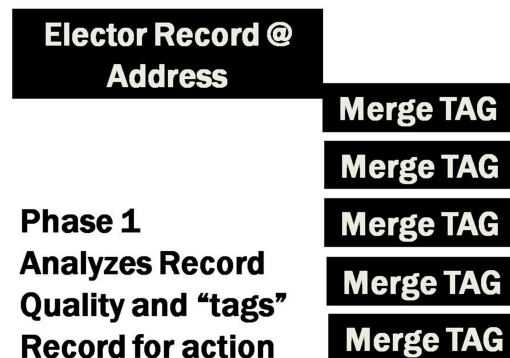 Elector Record @
Address
Merge TAG
Merge TAG
Merge TAG
Merge TAG
Merge TAG
Phase 1
Analyzes Record
Quality and “tags”
Record for action